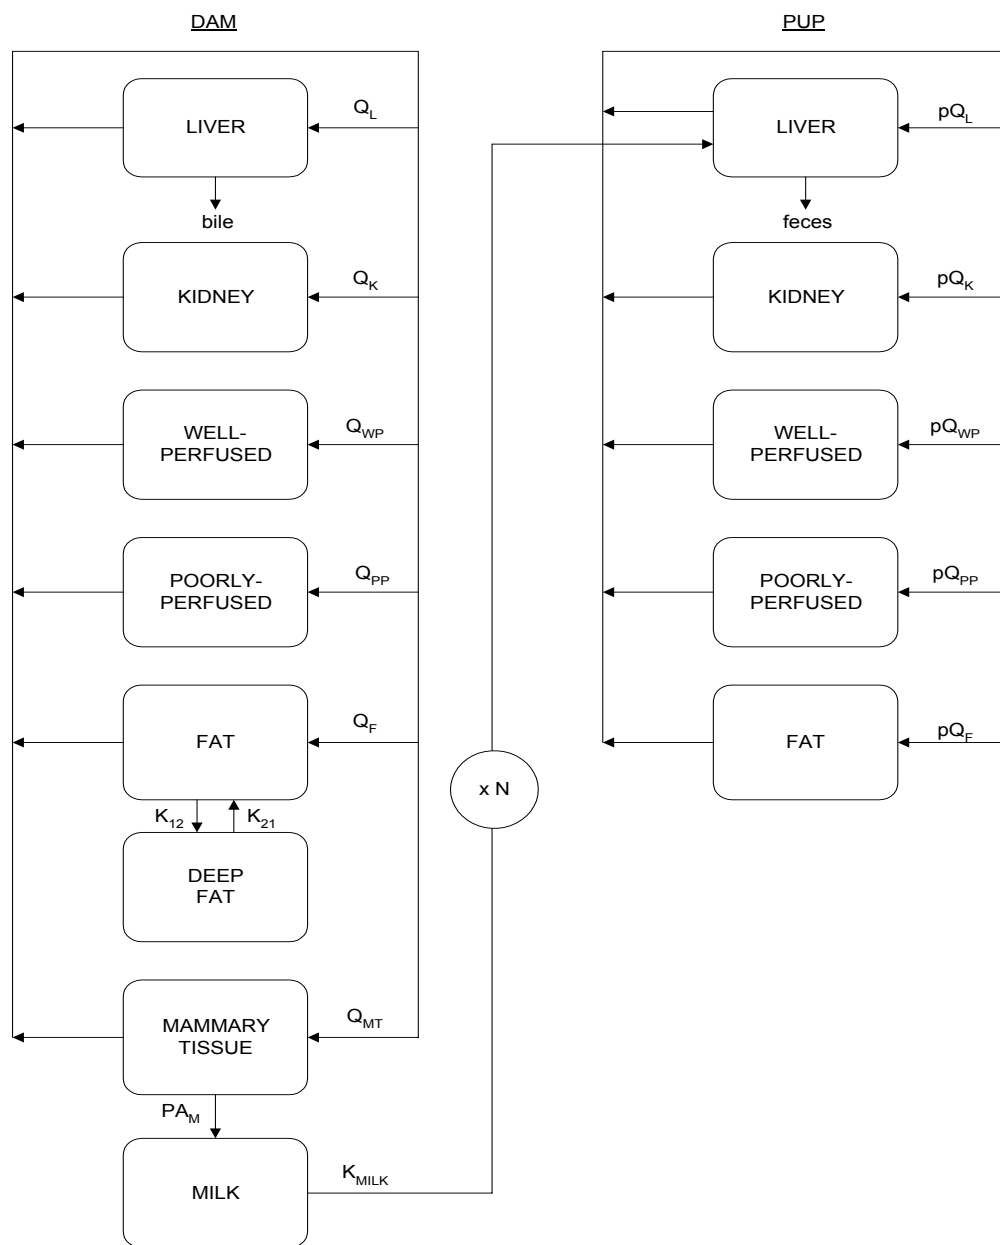 DAM
LIVER
Q_L
bile
KIDNEY
Q_K
WELL-
PERFUSED
Q_WP
POORLY-
PERFUSED
Q_PP
FAT
Q_F
K_12
K_21
DEEP
FAT
MAMMARY
TISSUE
Q_MT
PA_M
MILK
K_MILK
x N
PUP
LIVER
pQ_L
feces
KIDNEY
pQ_K
WELL-
PERFUSED
pQ_WP
POORLY-
PERFUSED
pQ_PP
FAT
pQ_F